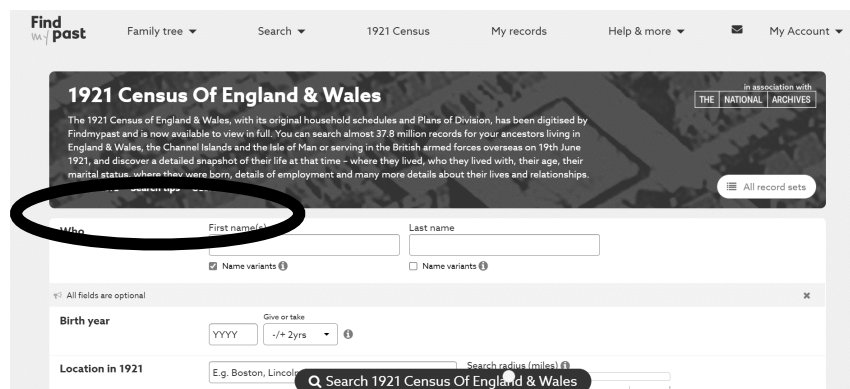 Find
my past
Family tree
Search
1921 Census
My records
Help & more
My Account
1921 Census Of England & Wales
in association with
THE NATIONAL ARCHIVES
The 1921 Census of England & Wales, with its original household schedules and Plans of Division, has been digitised by
Findmypast and is now available to view in full. You can search almost 37.8 million records for your ancestors living in
England & Wales, the Channel Islands and the Isle of Man or serving in the British armed forces overseas on 19th June
1921, and discover a detailed snapshot of their life at that time – where they lived, who they lived with, their age, their
marital status, where they were born, details of employment and many more details about their lives and relationships.
Search tips
All record sets
Who
First name(s)
Last name
Name variants
Name variants
All fields are optional
Birth year
Give or take
YYYY
-/+ 2yrs
Location in 1921
E.g. Boston,
Search radius (miles)
Search 1921 Census Of England & Wales